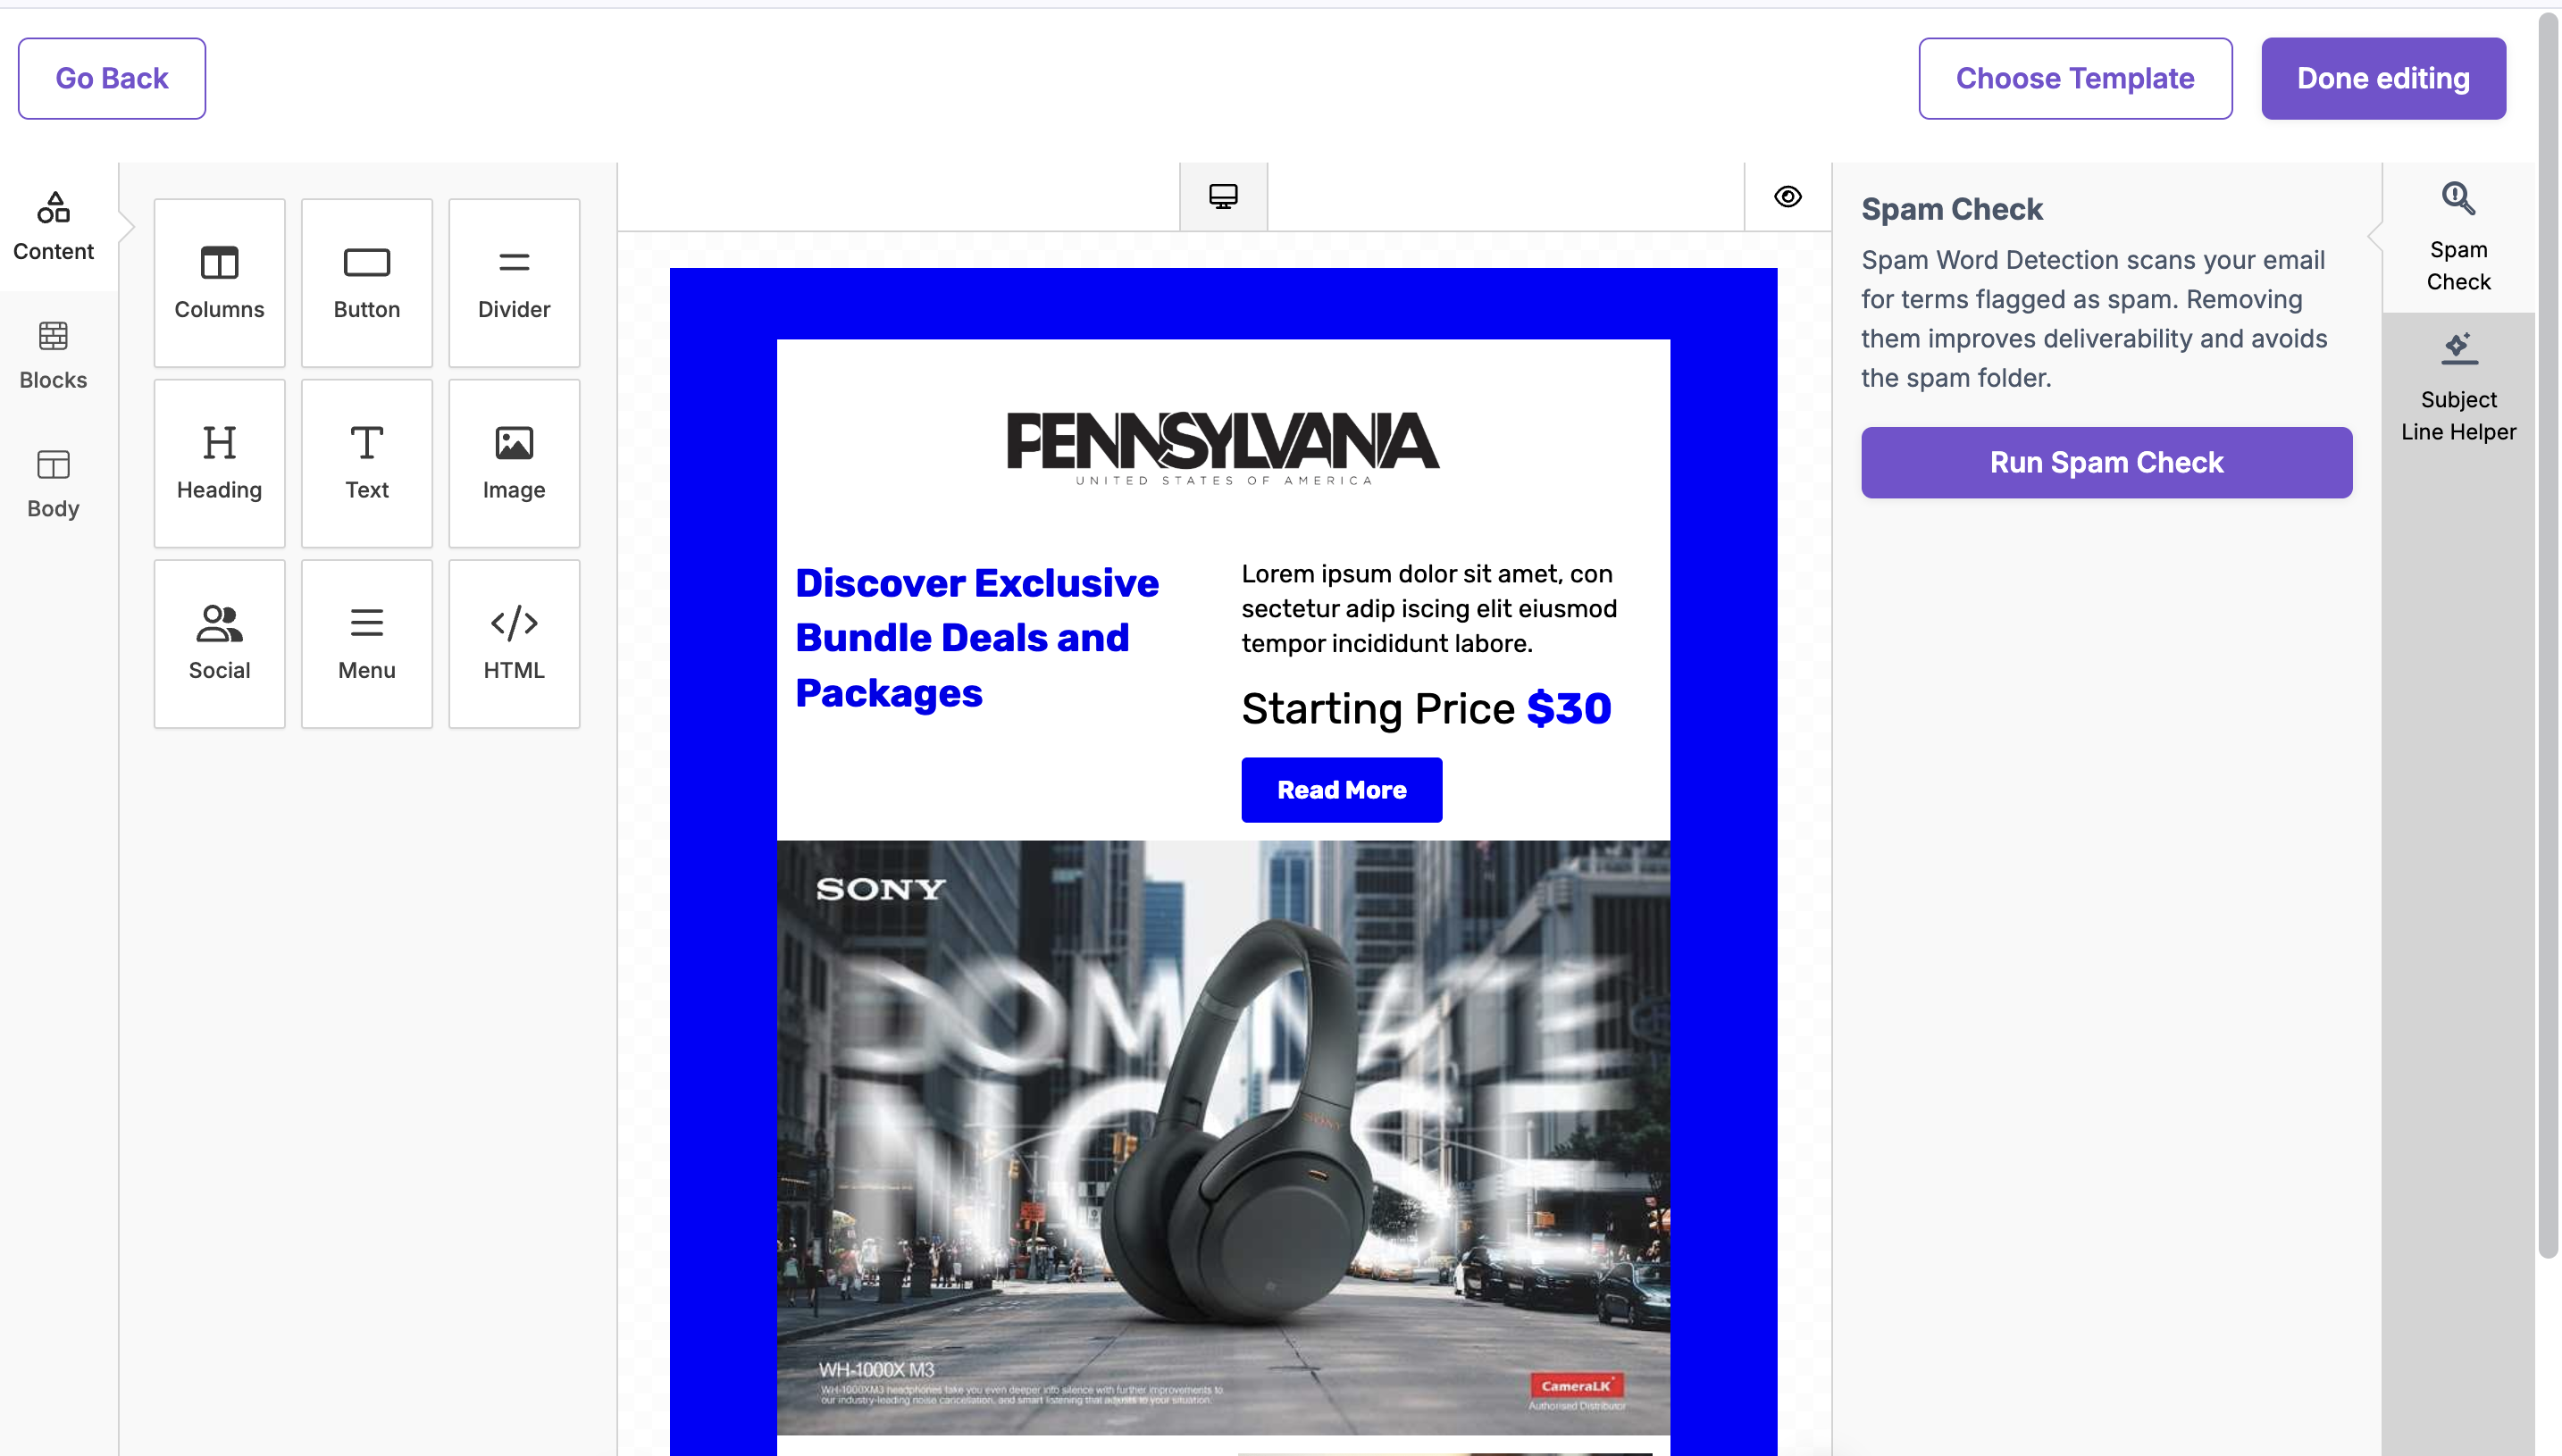 Go Back
Choose Template
Done editing
Content
Blocks
Body
Columns
Button
Divider
Heading
Text
Image
Social
Menu
HTML
PENNSYLVANIA
UNITED STATES OF AMERICA
Discover Exclusive
Bundle Deals and
Packages
Lorem ipsum dolor sit amet, con
sectetur adip iscing elit eiusmod
tempor incididunt labore.
Starting Price $30
Read More
SONY
DOMINATE
NOISE
SONY
WH-1000X M3
WH-1000XM3 headphones take you even deeper into silence with further improvements to
our industry-leading noise cancellation, and smart listening that adjusts to your situation.
CameraLK
Authorised Distributor
Spam Check
Spam Word Detection scans your email
for terms flagged as spam. Removing
them improves deliverability and avoids
the spam folder.
Run Spam Check
Spam
Check
Subject
Line Helper